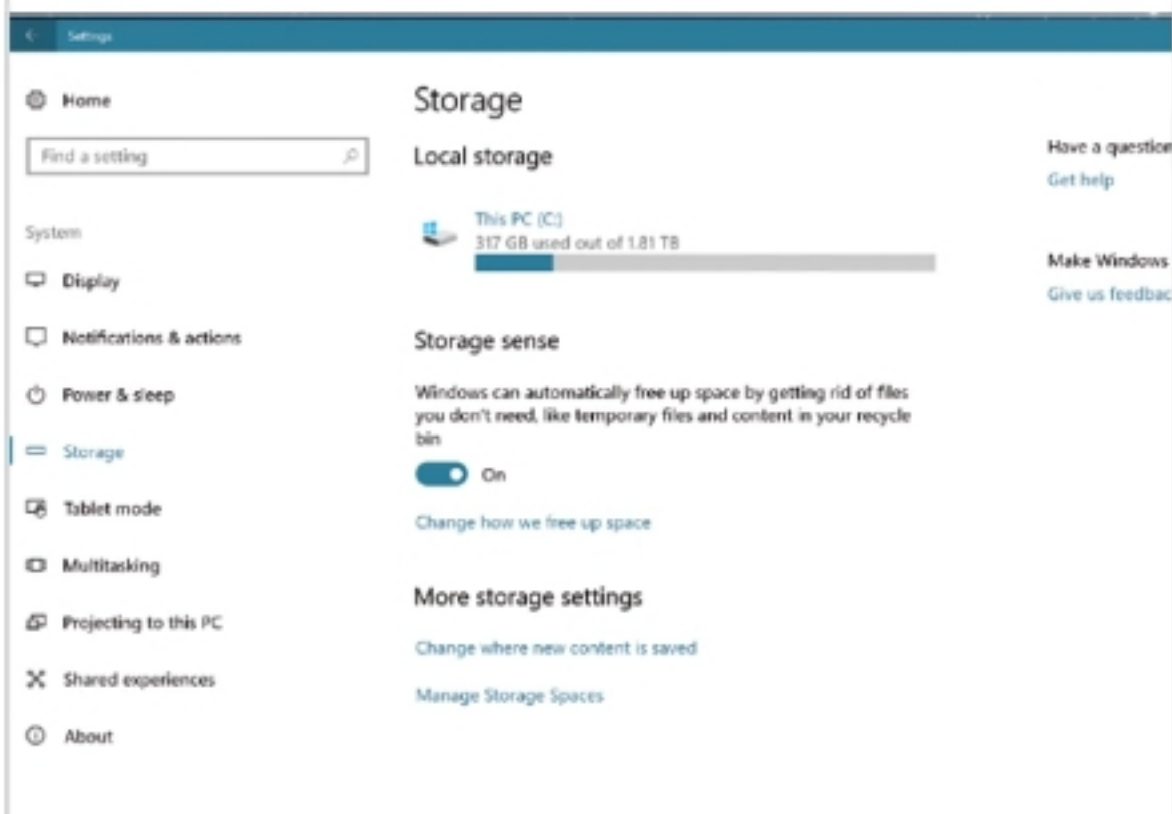 Settings
Home
Find a setting
System
Display
Notifications & actions
Power & sleep
Storage
Tablet mode
Multitasking
Projecting to this PC
Shared experiences
About
Storage
Local storage
This PC (C:)
317 GB used out of 1.81 TB
Storage sense
Windows can automatically free up space by getting rid of files
you don't need, like temporary files and content in your recycle
bin
On
Change how we free up space
More storage settings
Change where new content is saved
Manage Storage Spaces
Have a question
Get help
Make Windows
Give us feedbac